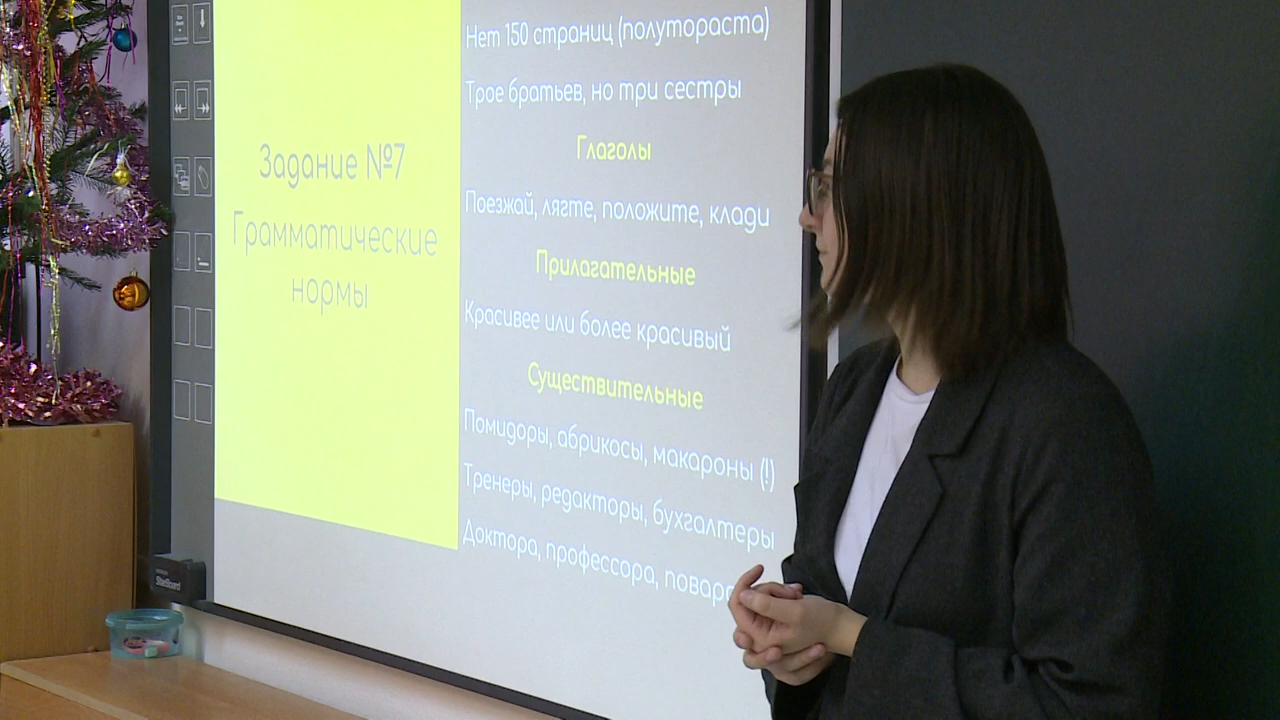 Задание №7
Грамматические
нормы
Нет 150 страниц (полутораста)
Трое братьев, но три сестры
Глаголы
Поезжай, лягте, положите, клади
Прилагательные
Красивее или более красивый
Существительные
Помидоры, абрикосы, макароны (!)
Тренеры, редакторы, бухгалтеры
Доктора, профессора,
StarBoard